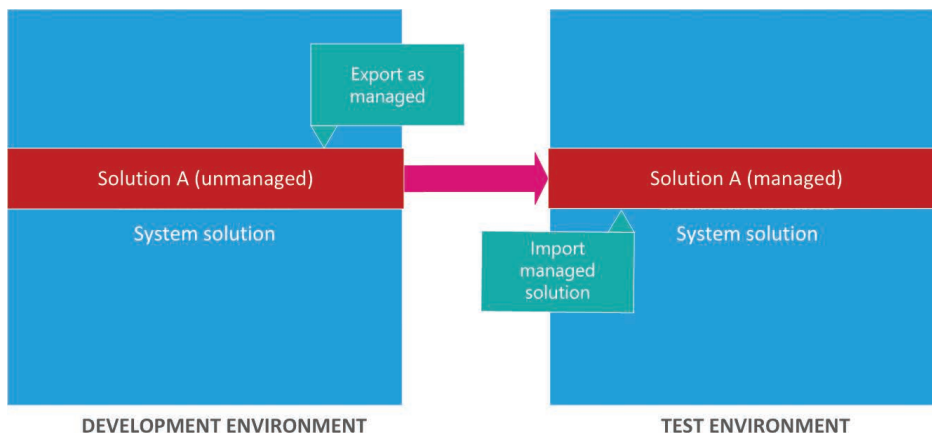 Export as
managed
Solution A (unmanaged)
Solution A (managed)
System solution
System solution
Import
managed
solution
DEVELOPMENT ENVIRONMENT
TEST ENVIRONMENT